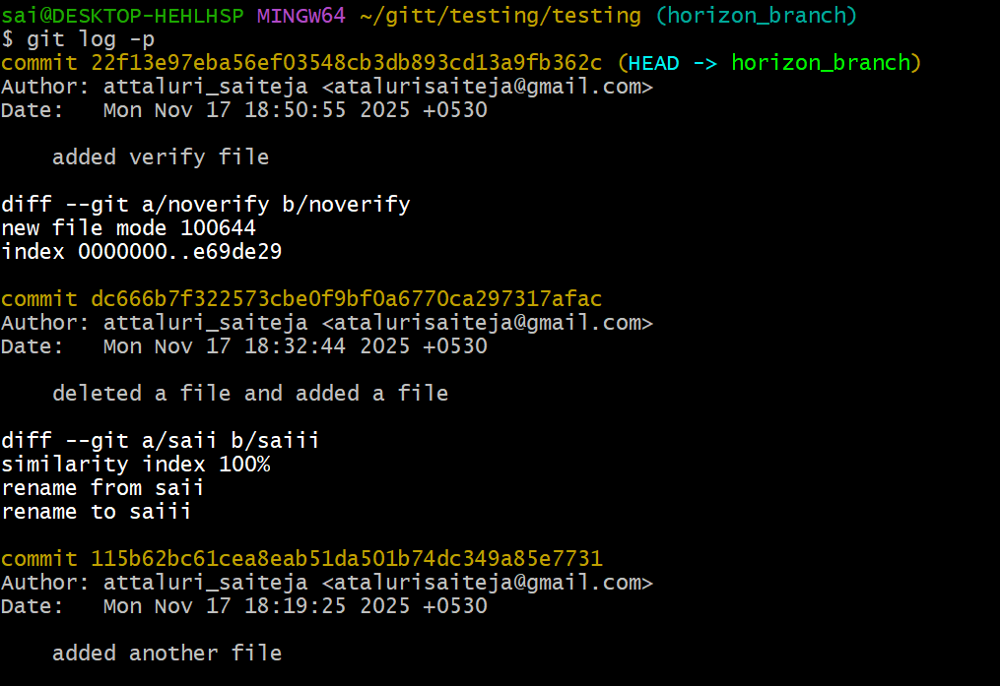 sai@DESKTOP-HEHLHSP MINGW64 ~/gitt/testing/testing (horizon_branch)
$ git log -p
commit 22f13e97eba56ef03548cb3db893cd13a9fb362c (HEAD -> horizon_branch)
Author: attaluri_saiteja <atalurisaiteja@gmail.com>
Date:   Mon Nov 17 18:50:55 2025 +0530

    added verify file

diff --git a/noverify b/noverify
new file mode 100644
index 0000000..e69de29

commit dc666b7f322573cbe0f9bf0a6770ca297317afac
Author: attaluri_saiteja <atalurisaiteja@gmail.com>
Date:   Mon Nov 17 18:32:44 2025 +0530

    deleted a file and added a file

diff --git a/saii b/saiii
similarity index 100%
rename from saii
rename to saiii

commit 115b62bc61cea8eab51da501b74dc349a85e7731
Author: attaluri_saiteja <atalurisaiteja@gmail.com>
Date:   Mon Nov 17 18:19:25 2025 +0530

    added another file